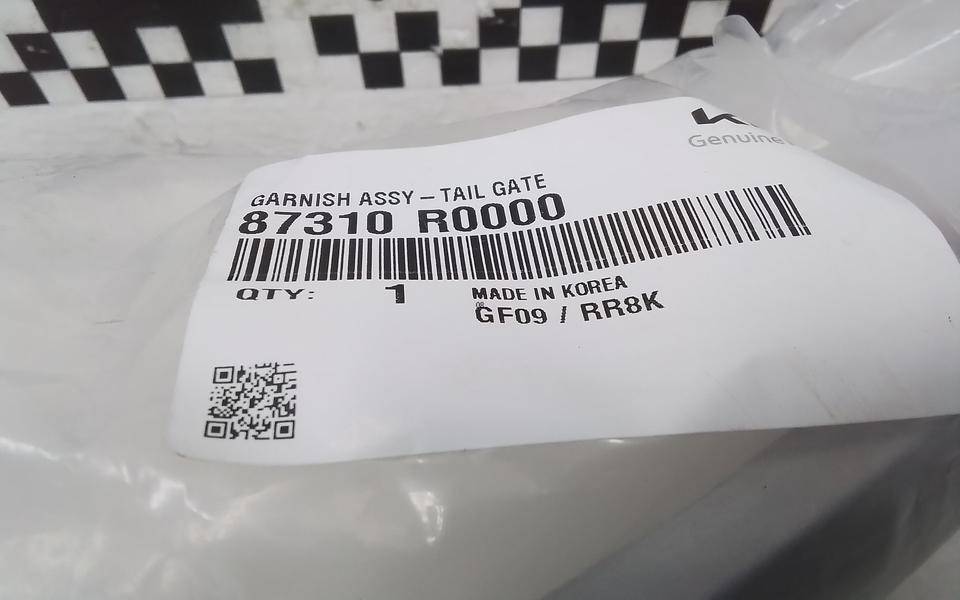 Genuine
GARNISH ASSY – TAIL GATE
87310 R0000
QTY: 1
MADE IN KOREA
GF09 / RR8K